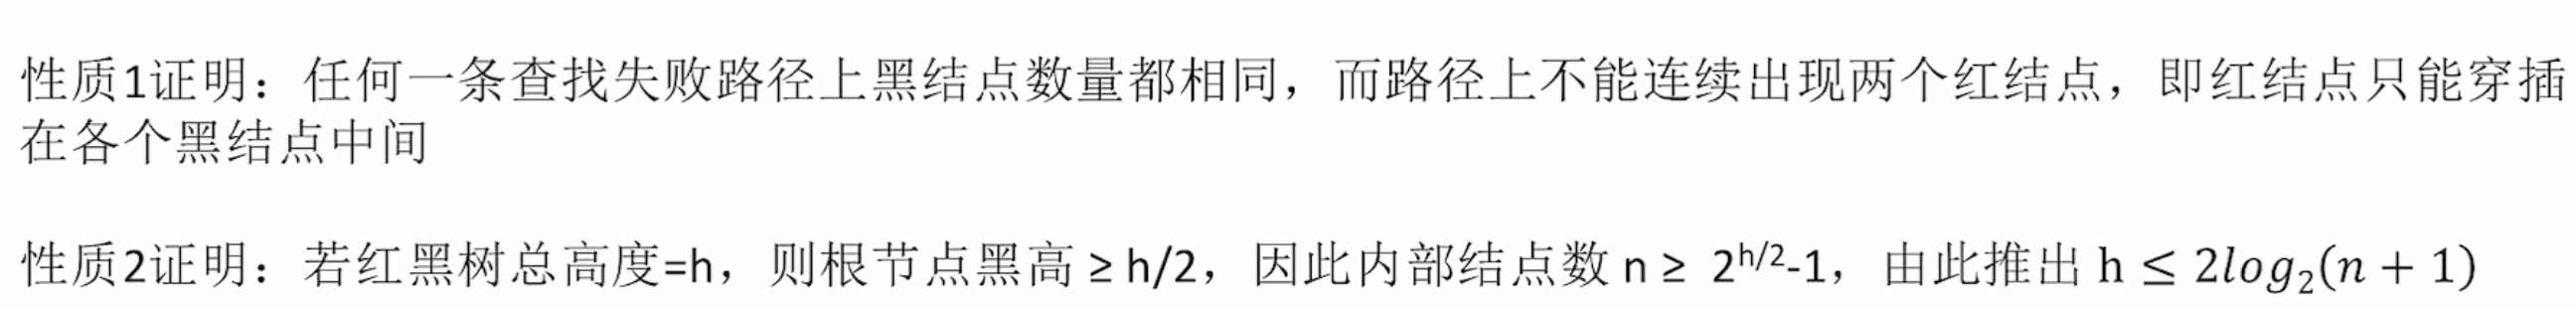 性质1证明：任何一条查找失败路径上黑结点数量都相同，而路径上不能连续出现两个红结点，即红结点只能穿插
在各个黑结点中间
性质2证明：若红黑树总高度=h，则根节点黑高 ≥ h/2，因此内部结点数 n ≥ 2^{h/2}-1，由此推出 h ≤ 2log₂(n + 1)